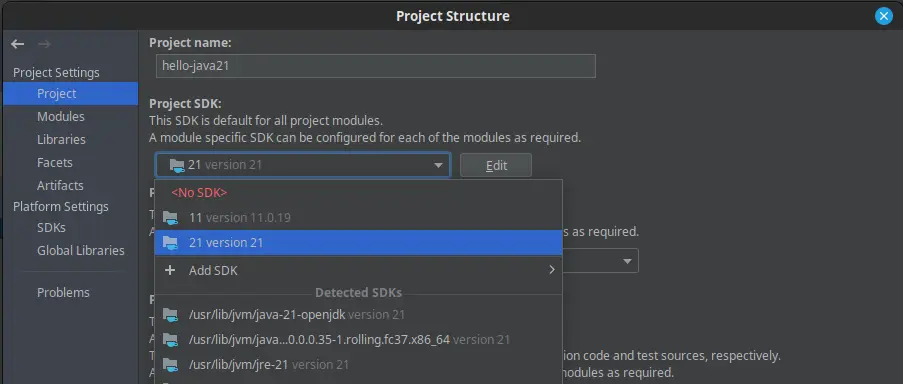 Project Structure
Project name:
hello-java21
Project Settings
Project
Modules
Libraries
Facets
Artifacts
Platform Settings
SDKs
Global Libraries
Problems
Project SDK:
This SDK is default for all project modules.
A module specific SDK can be configured for each of the modules as required.
21 version 21
Edit
<No SDK>
11 version 11.0.19
21 version 21
s as required.
Add SDK
Detected SDKs
/usr/lib/jvm/java-21-openjdk version 21
/usr/lib/jvm/java...0.0.0.35-1.rolling.fc37.x86_64 version 21
/usr/lib/jvm/jre-21 version 21
ion code and test sources, respectively.
nodules as required.